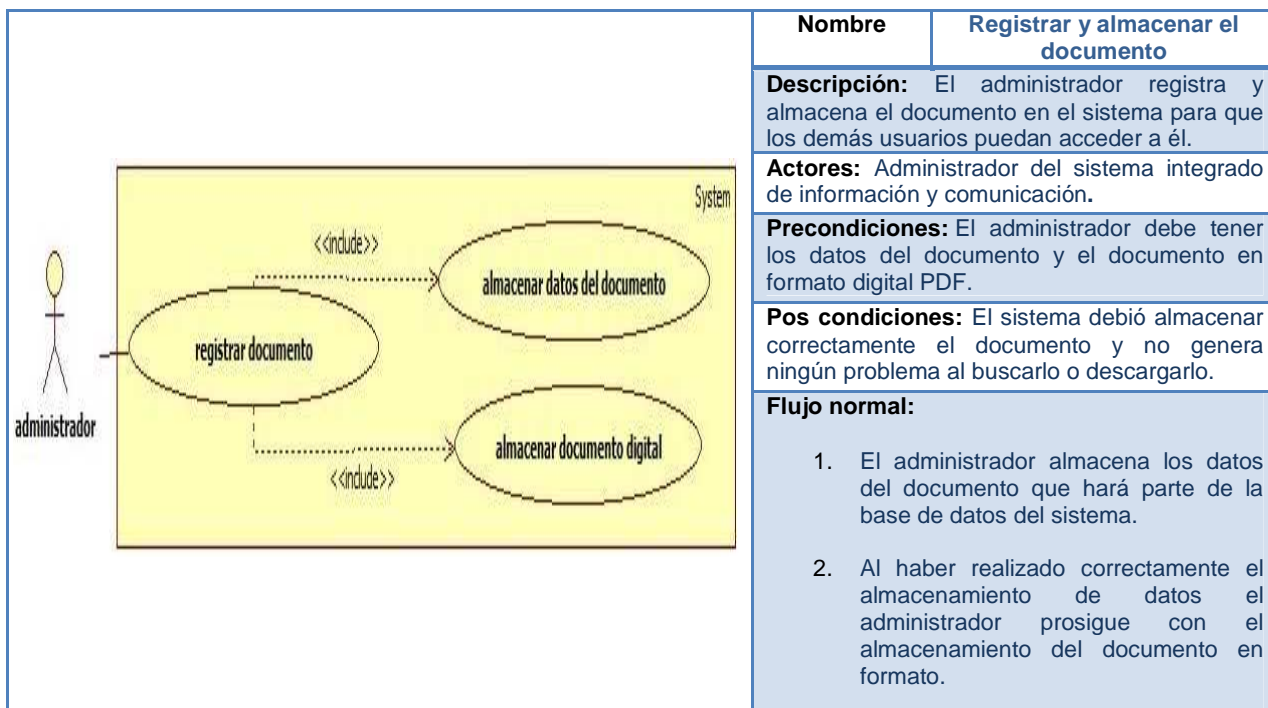 System
<<include>>
almacenar datos del documento
registrar documento
administrador
almacenar documento digital
<<include>>
Nombre
Registrar y almacenar el
documento
Descripción: El administrador registra y
almacena el documento en el sistema para que
los demás usuarios puedan acceder a él.
Actores: Administrador del sistema integrado
de información y comunicación.
Precondiciones: El administrador debe tener
los datos del documento y el documento en
formato digital PDF.
Pos condiciones: El sistema debió almacenar
correctamente el documento y no genera
ningún problema al buscarlo o descargarlo.
Flujo normal:
1. El administrador almacena los datos
del documento que hará parte de la
base de datos del sistema.
2. Al haber realizado correctamente el
almacenamiento de datos el
administrador prosigue con el
almacenamiento del documento en
formato.